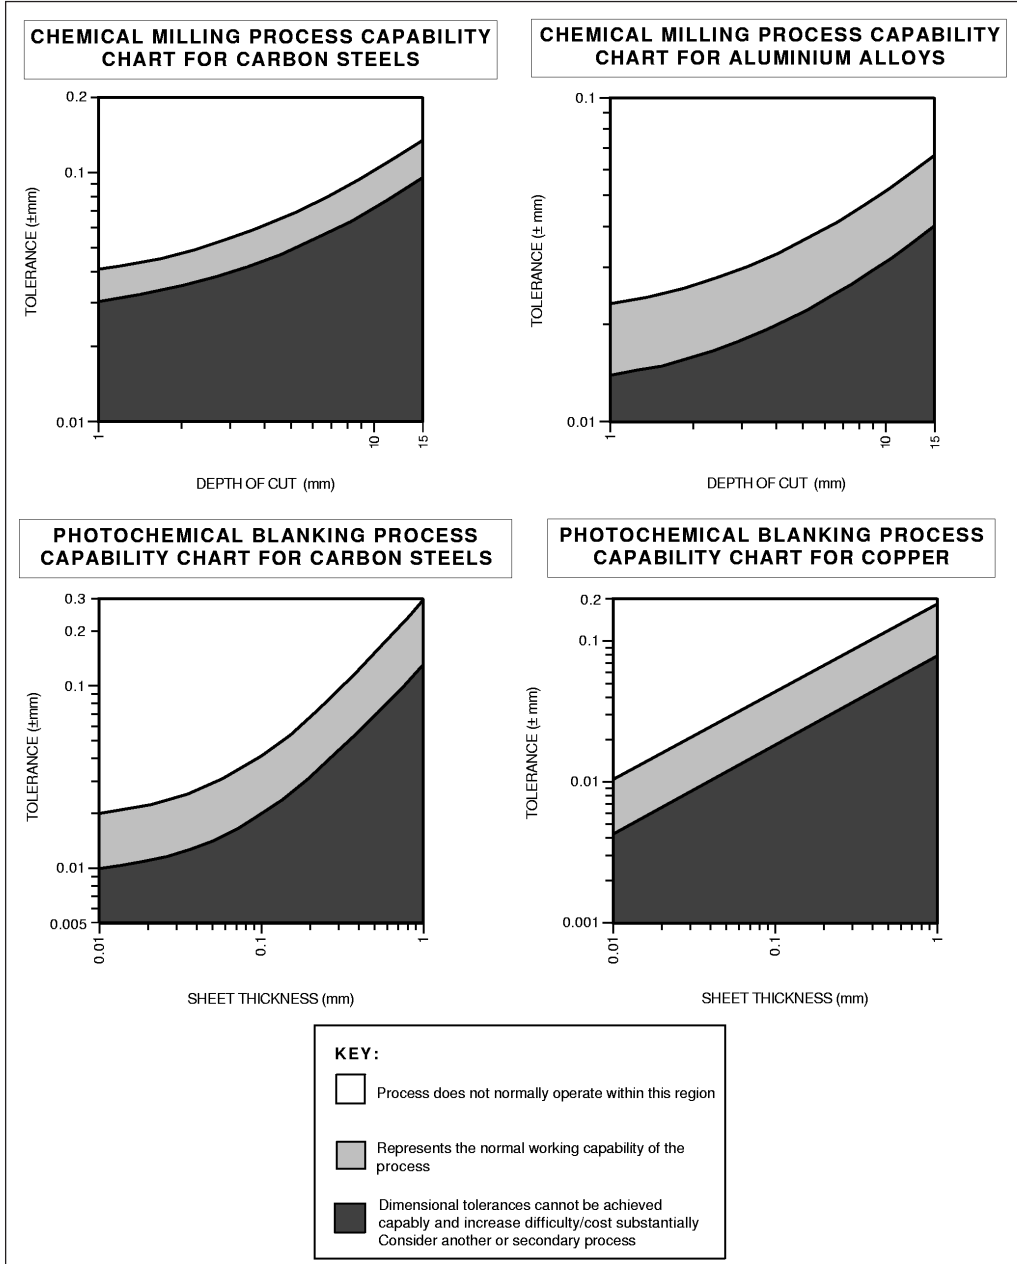 CHEMICAL MILLING PROCESS CAPABILITY
CHART FOR CARBON STEELS
0.2
0.1
0.01
TOLERANCE (±mm)
1
10
15
DEPTH OF CUT (mm)
CHEMICAL MILLING PROCESS CAPABILITY
CHART FOR ALUMINIUM ALLOYS
0.1
0.01
TOLERANCE (± mm)
1
10
15
DEPTH OF CUT (mm)
PHOTOCHEMICAL BLANKING PROCESS
CAPABILITY CHART FOR CARBON STEELS
0.3
0.2
0.1
0.01
0.005
TOLERANCE (±mm)
0.01
0.1
1
SHEET THICKNESS (mm)
PHOTOCHEMICAL BLANKING PROCESS
CAPABILITY CHART FOR COPPER
0.2
0.1
0.01
0.001
TOLERANCE (± mm)
0.01
0.1
1
SHEET THICKNESS (mm)
KEY:
Process does not normally operate within this region
Represents the normal working capability of the
process
Dimensional tolerances cannot be achieved
capably and increase difficulty/cost substantially
Consider another or secondary process